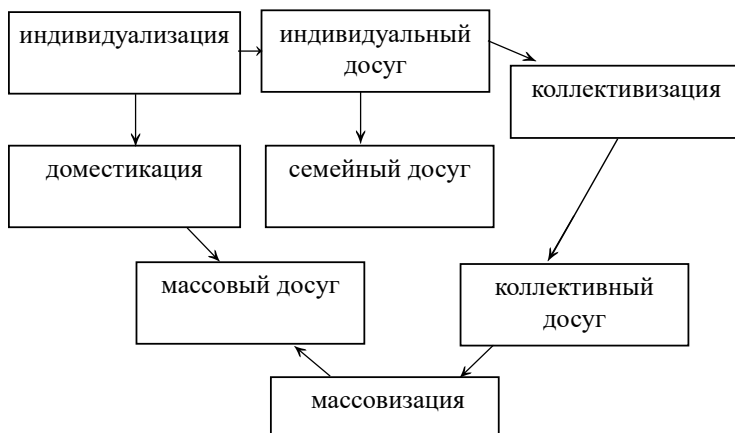 индивидуализация
индивидуальный
досуг
коллективизация
доместикация
семейный досуг
массовый досуг
коллективный
досуг
массовизация